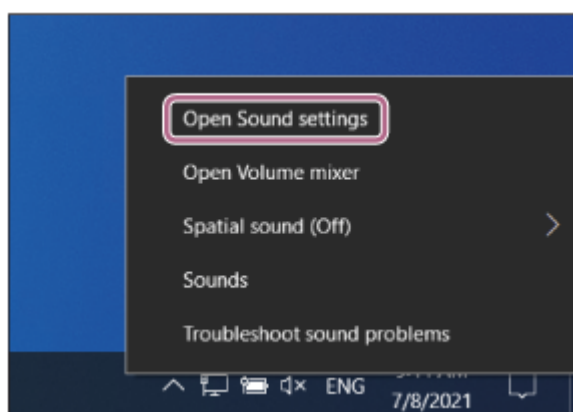 Open Sound settings
Open Volume mixer
Spatial sound (Off)
Sounds
Troubleshoot sound problems
ENG
7/8/2021